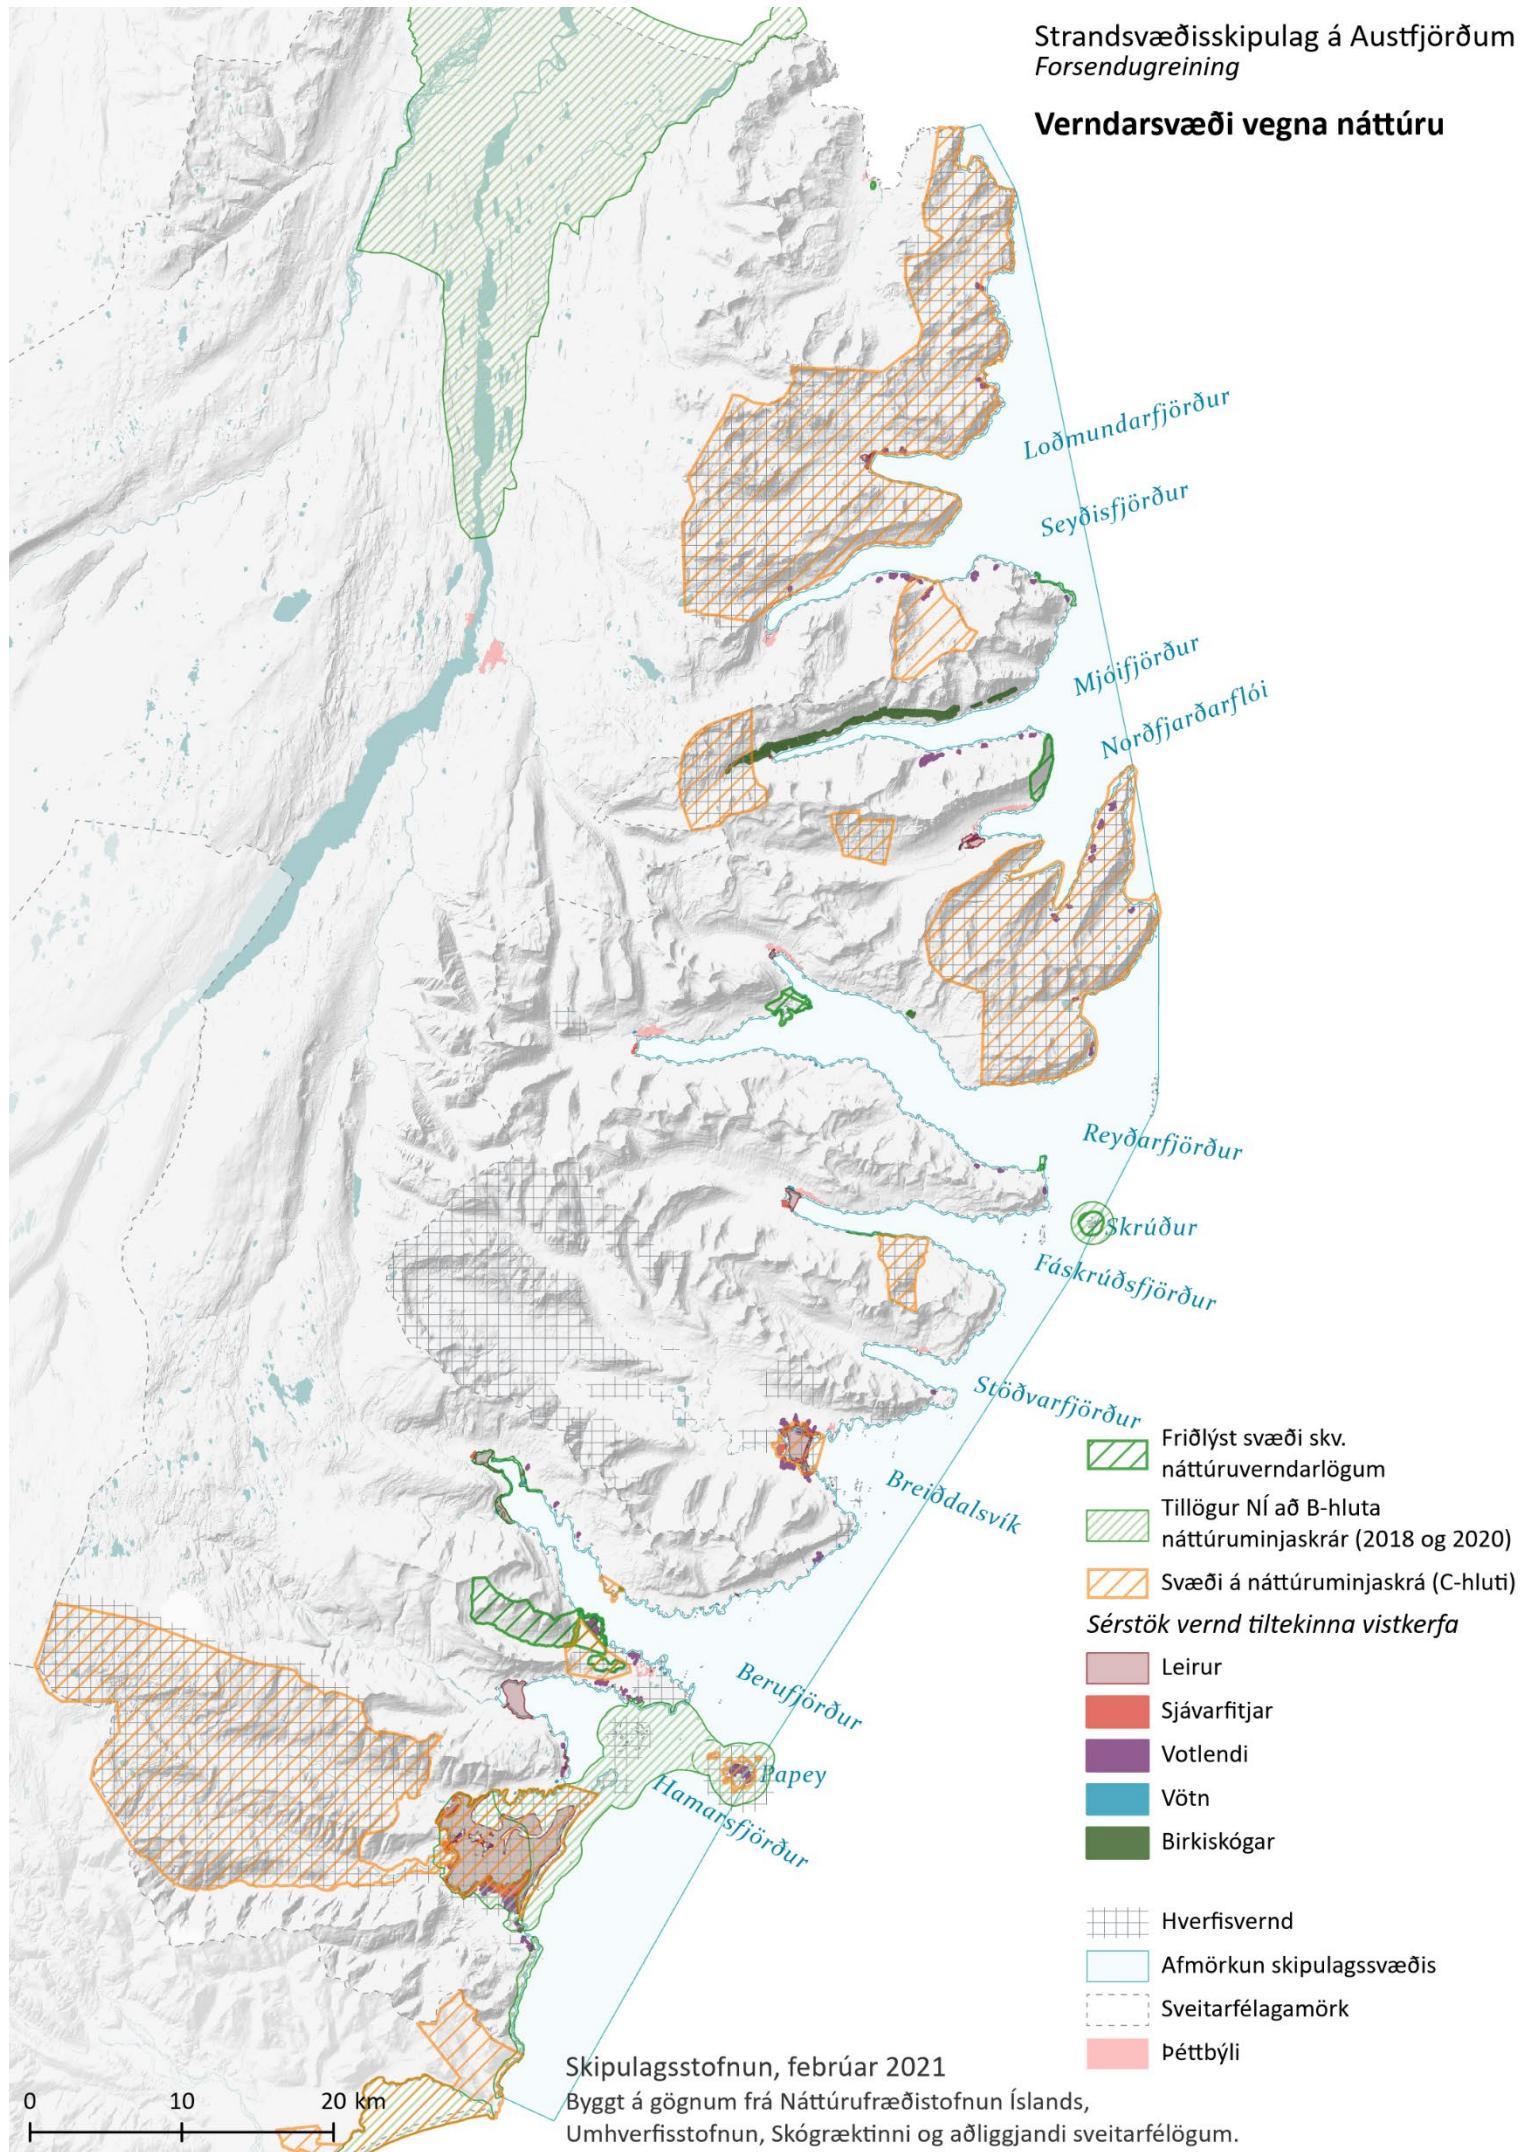 Strandsvæðisskipulag á Austfjörðum
Forsendugreining
Verndarsvæði vegna náttúru
Loðmundarfjörður
Seyðisfjörður
Mjóifjörður
Norðfjarðarflói
Reyðarfjörður
Skrúður
Fáskrúðsfjörður
Stöðvarfjörður
Breiðdalsvík
Berufjörður
Papey
Hamarsfjörður
Friðlýst svæði skv.
náttúruverndarlögum
Tillögur NÍ að B-hluta
náttúruminjaskrár (2018 og 2020)
Svæði á náttúruminjaskrá (C-hluti)
Sérstök vernd tiltekinna vistkerfa
Leirur
Sjávarfitjar
Votlendi
Vötn
Birkiskógar
Hverfisvernd
Afmörkun skipulagssvæðis
Sveitarfélagamörk
Þéttbýli
0 10 20 km
Skipulagsstofnun, febrúar 2021
Byggt á gögnum frá Náttúrufræðistofnun Íslands,
Umhverfisstofnun, Skógræktinni og aðliggjandi sveitarfélögum.